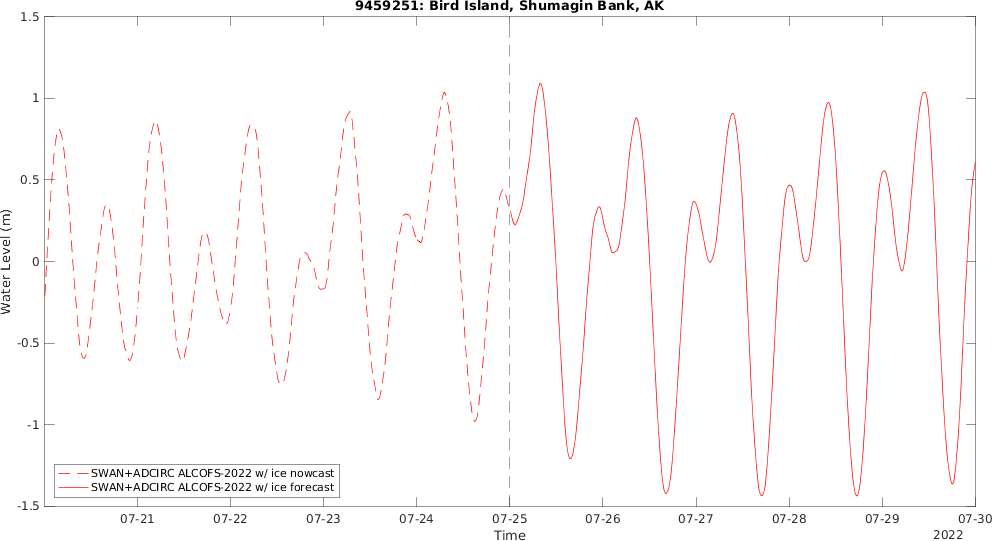 9459251: Bird Island, Shumagin Bank, AK
1.5
1
0.5
0
-0.5
-1
-1.5
Water Level (m)
SWAN+ADCIRC ALCOFS-2022 w/ ice nowcast
SWAN+ADCIRC ALCOFS-2022 w/ ice forecast
07-21 07-22 07-23 07-24 07-25 07-26 07-27 07-28 07-29 07-30
Time
2022